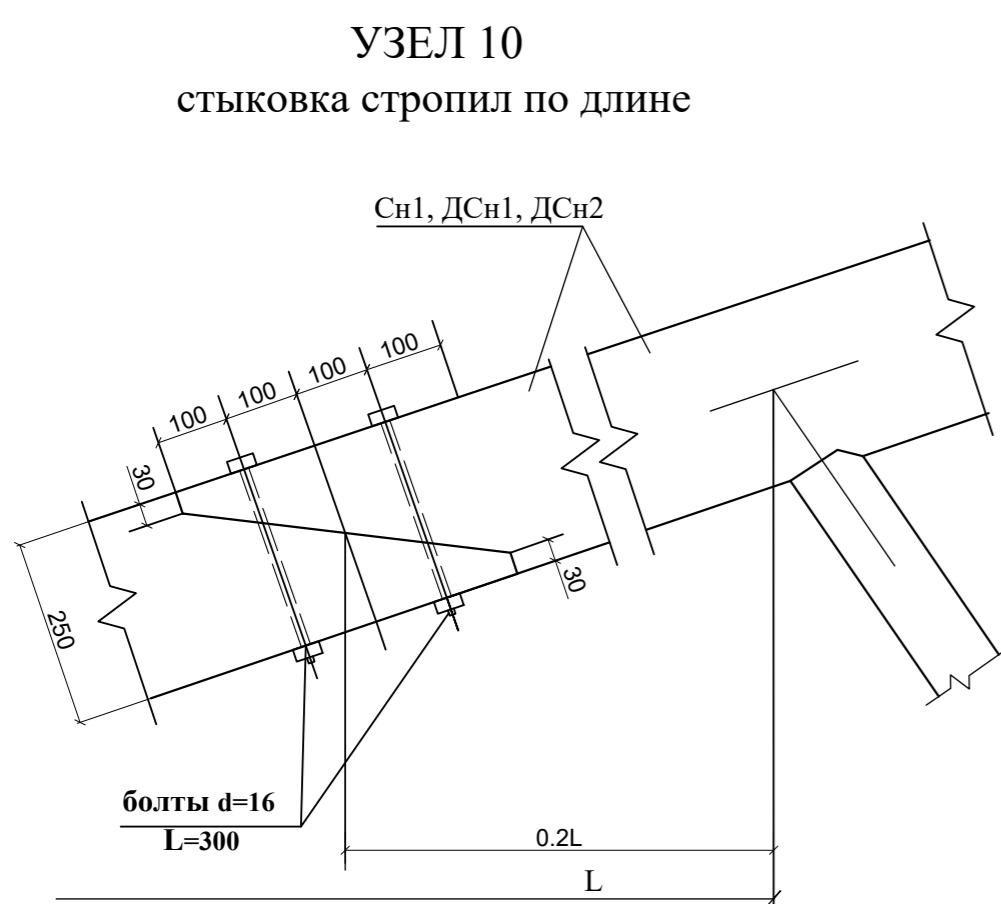 УЗЕЛ 10
стыковка стропил по длине
Сн1, ДСн1, ДСн2
100
100
100
100
30
250
30
болты d=16
L=300
0.2L
L